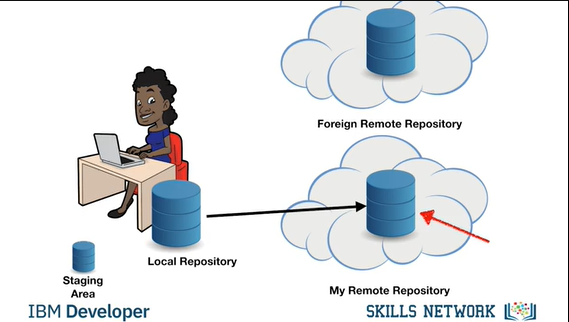 Foreign Remote Repository
Local Repository
Staging
Area
My Remote Repository
IBM Developer
SKILLS NETWORK